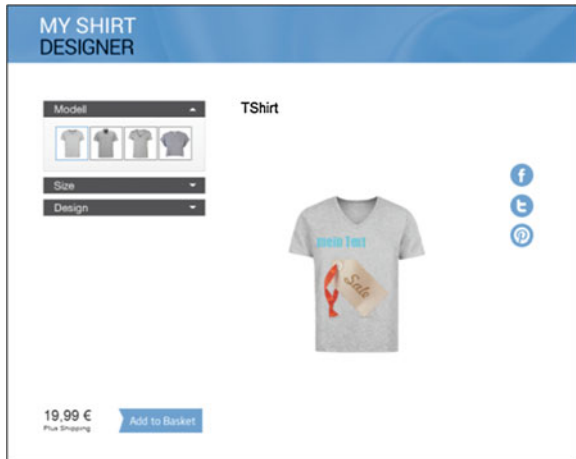 MY SHIRT
DESIGNER
Modell
TShirt
Size
Design
mein Text
Sale
19,99 €
Plus Shipping
Add to Basket